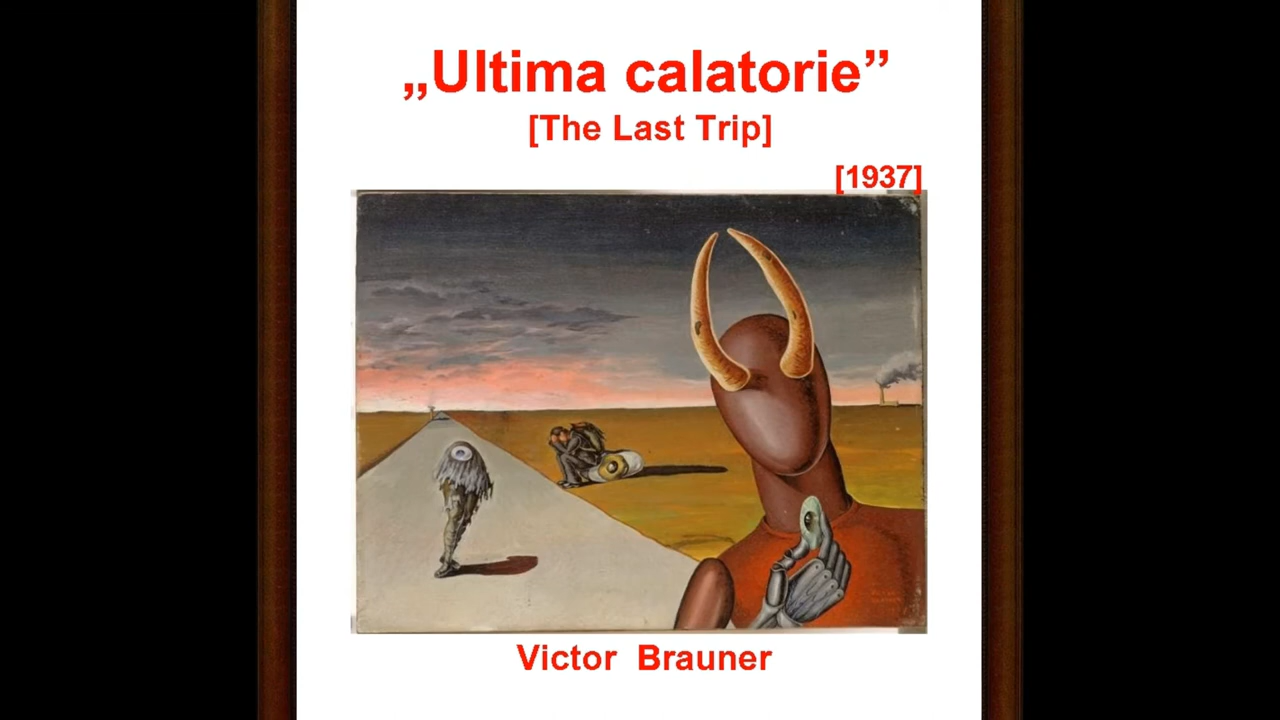 „Ultima calatorie”
[The Last Trip]
[1937]
Victor Brauner